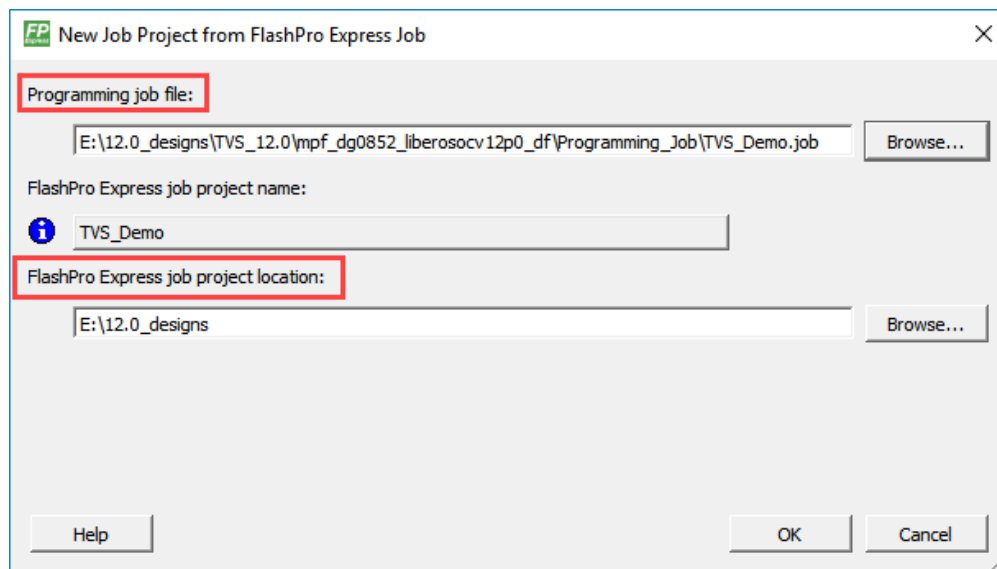 FP Express New Job Project from FlashPro Express Job
Programming job file:
E:\12.0_designs\TVS_12.0\mpf_dg0852_liberosocv12p0_df\Programming_Job\TVS_Demo.job Browse...
FlashPro Express job project name:
i TVS_Demo
FlashPro Express job project location:
E:\12.0_designs Browse...
Help OK Cancel